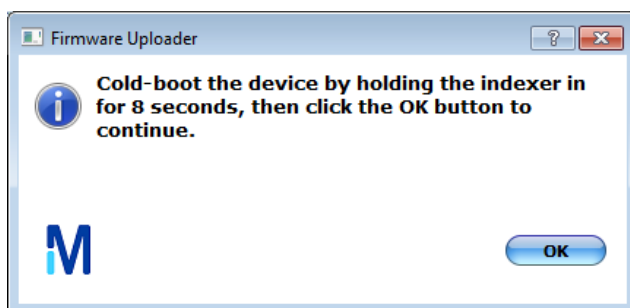 Firmware Uploader
?
Cold-boot the device by holding the indexer in
for 8 seconds, then click the OK button to
continue.
M
OK